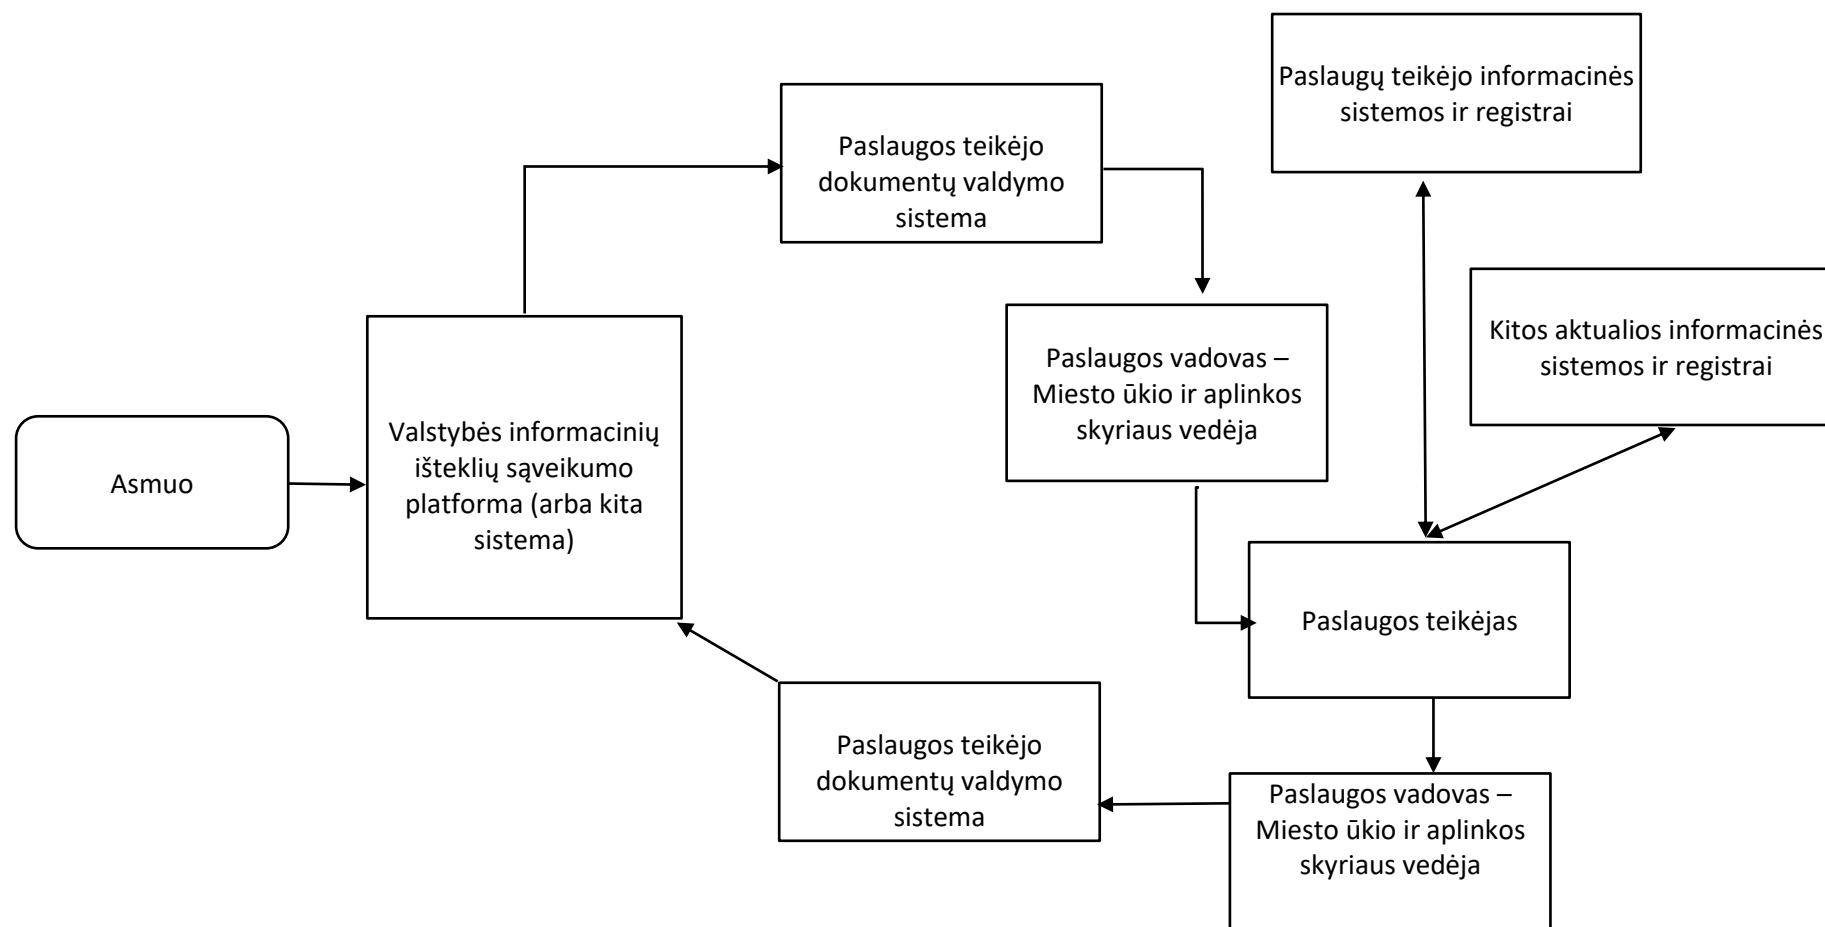 Paslaugų teikėjo informacinės
sistemos ir registrai
Paslaugos teikėjo
dokumentų valdymo
sistema
Kitos aktualios informacinės
sistemos ir registrai
Paslaugos vadovas –
Miesto ūkio ir aplinkos
skyriaus vedėja
Valstybės informacinių
išteklių sąveikumo
platforma (arba kita
sistema)
Asmuo
Paslaugos teikėjas
Paslaugos teikėjo
dokumentų valdymo
sistema
Paslaugos vadovas –
Miesto ūkio ir aplinkos
skyriaus vedėja